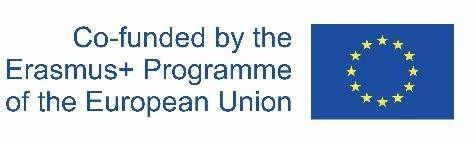 Co-funded by the
Erasmus+ Programme
of the European Union